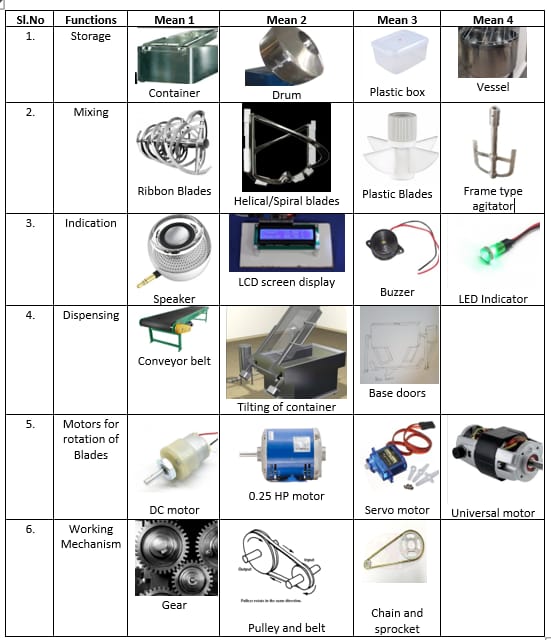 Sl.No Functions Mean 1 Mean 2 Mean 3 Mean 4
1. Storage
Container Drum Plastic box Vessel
2. Mixing
Ribbon Blades Helical/Spiral blades Plastic Blades Frame type
agitator
3. Indication
Speaker LCD screen display Buzzer LED Indicator
4. Dispensing
Conveyor belt Tilting of container Base doors
5. Motors for
rotation of
Blades
DC motor 0.25 HP motor Servo motor Universal motor
6. Working
Mechanism
Input
Output
Pulleys rotate in the same direction.
Gear Pulley and belt Chain and
sprocket